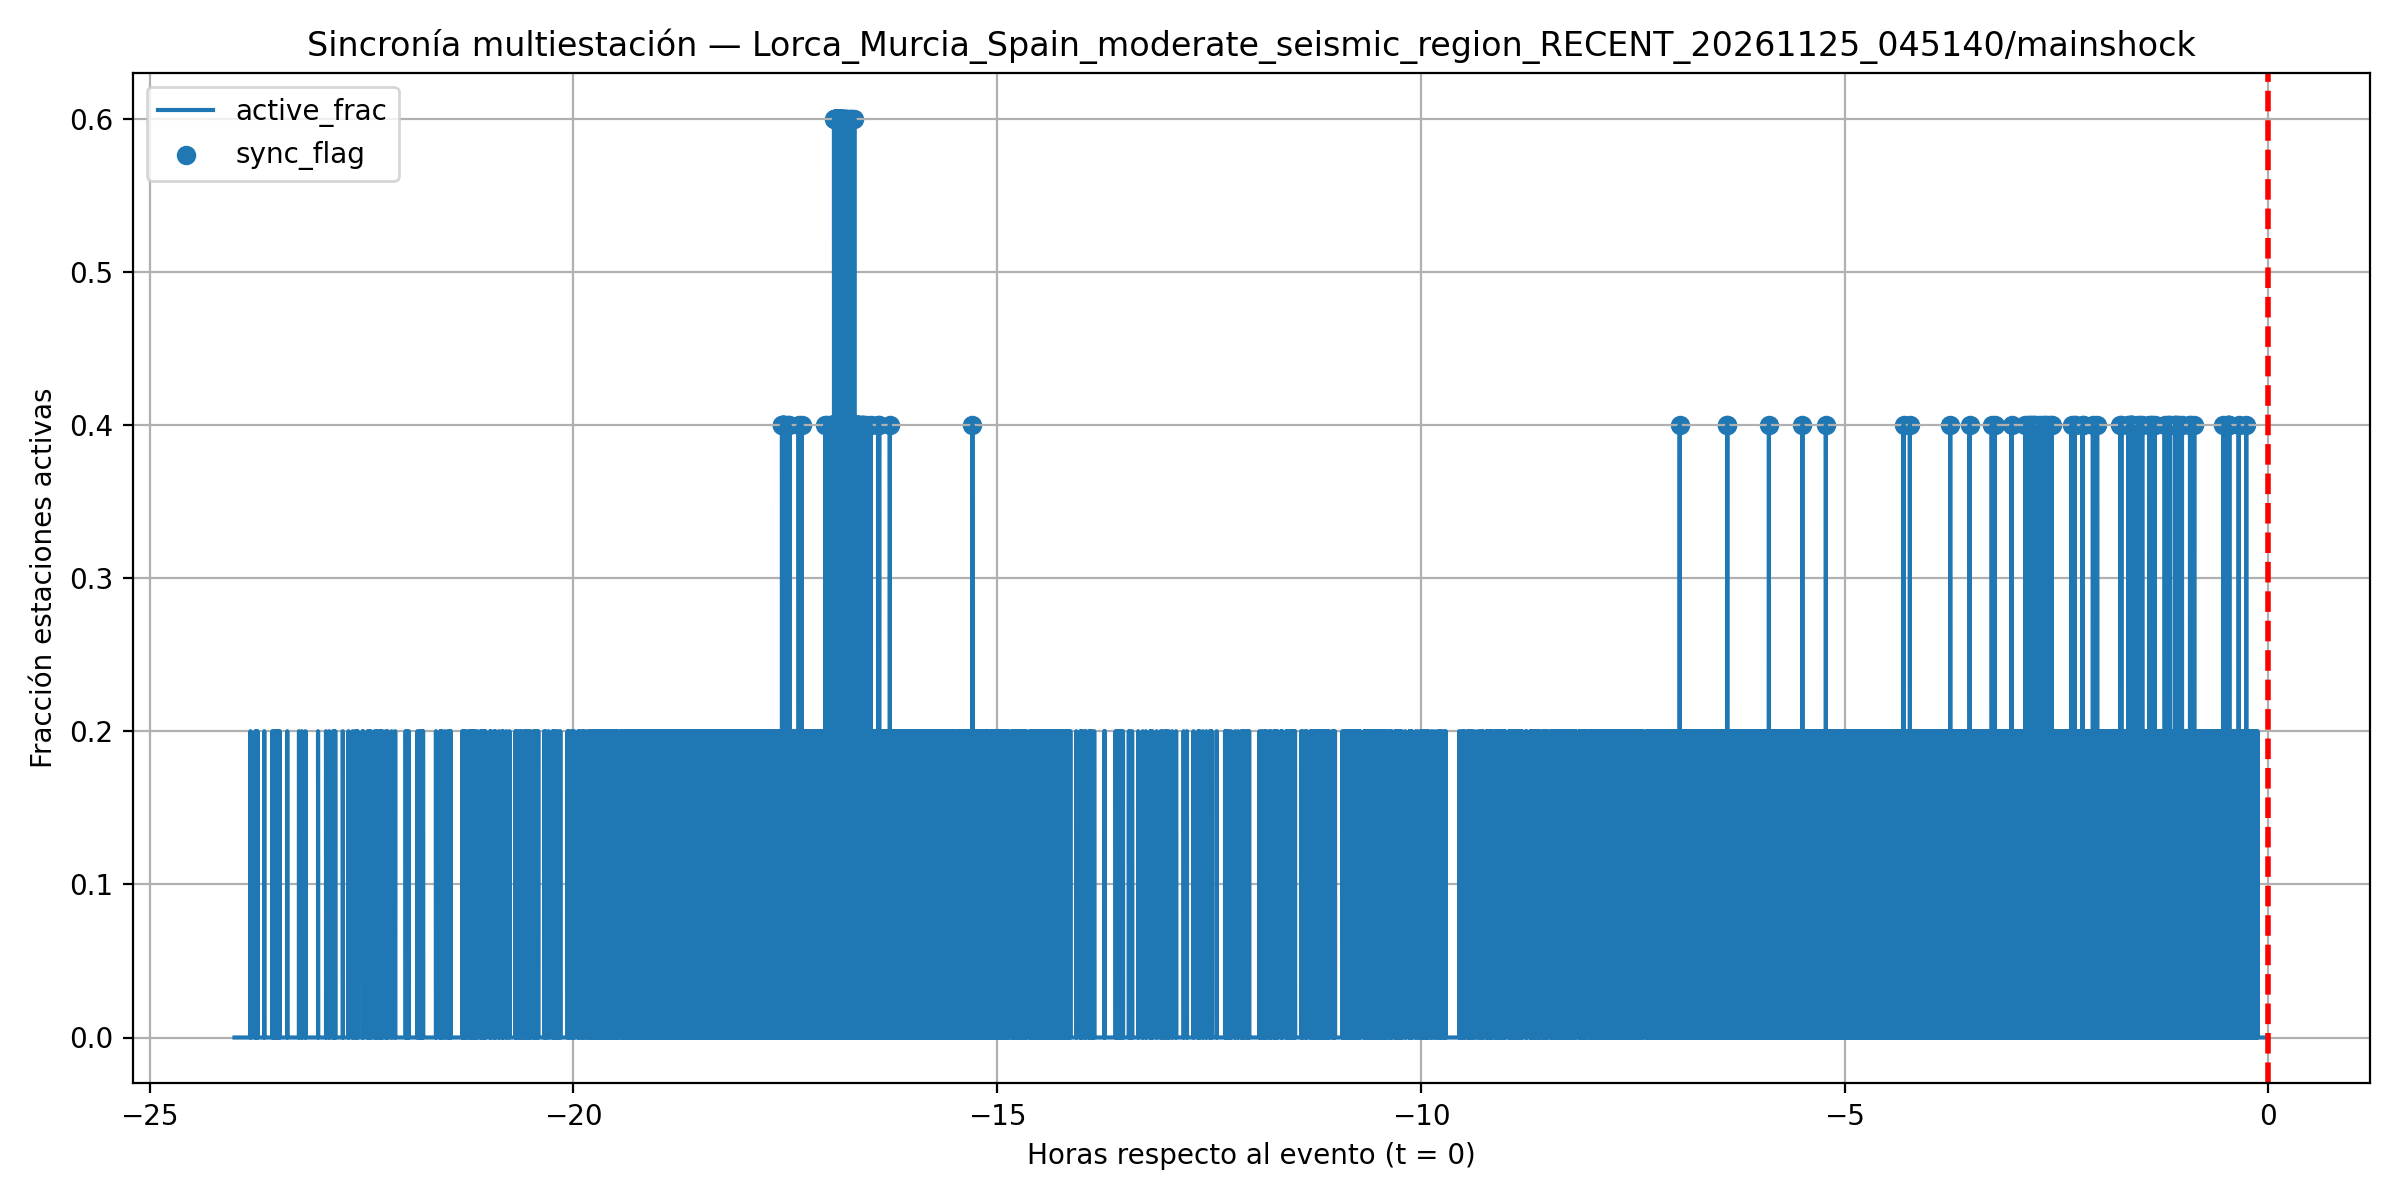 Sincronía multiestación — Lorca_Murcia_Spain_moderate_seismic_region_RECENT_20261125_045140/mainshock
active_frac
sync_flag
Fracción estaciones activas
0.6
0.5
0.4
0.3
0.2
0.1
0.0
−25
−20
−15
−10
−5
0
Horas respecto al evento (t = 0)